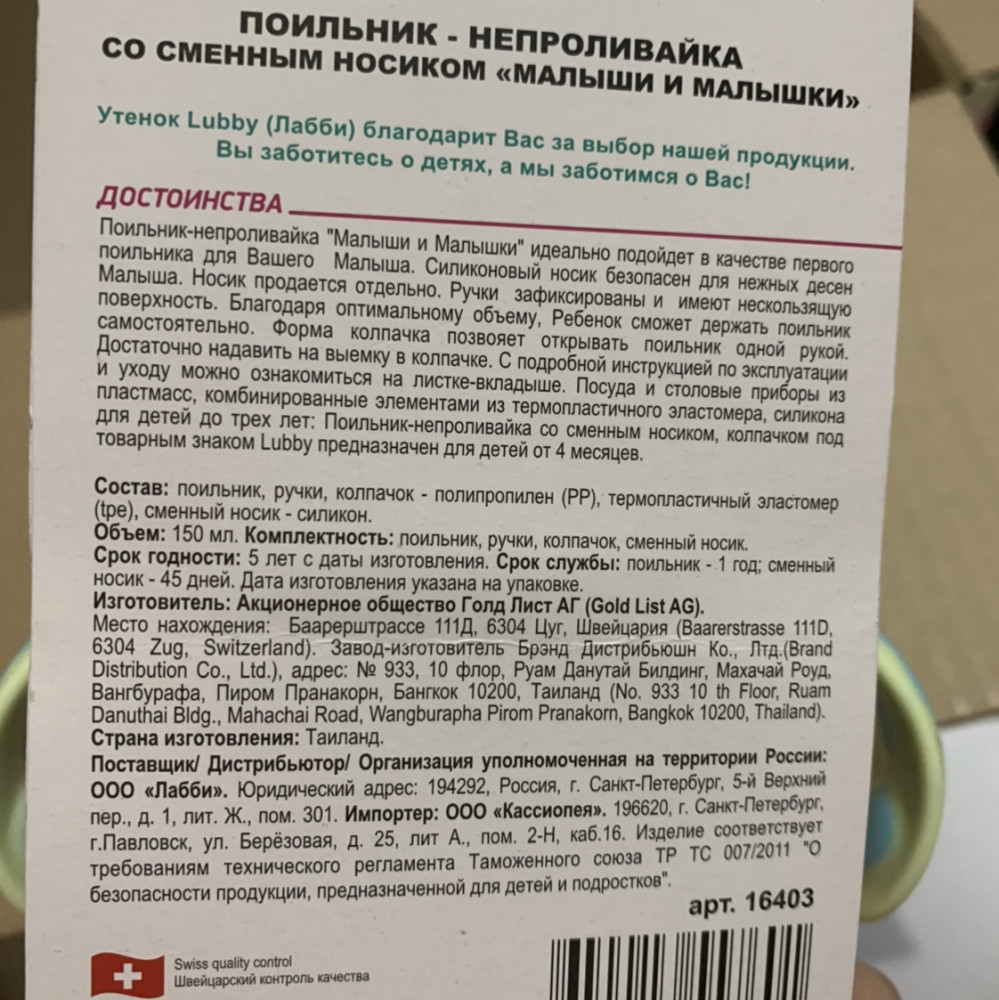 ПОИЛЬНИК - НЕПРОЛИВАЙКА
СО СМЕННЫМ НОСИКОМ «МАЛЫШИ И МАЛЫШКИ»
Утенок Lubby (Лабби) благодарит Вас за выбор нашей продукции.
Вы заботитесь о детях, а мы заботимся о Вас!
ДОСТОИНСТВА
Поильник-непроливайка "Малыши и Малышки" идеально подойдет в качестве первого
поильника для Вашего Малыша. Силиконовый носик безопасен для нежных десен
Малыша. Носик продается отдельно. Ручки зафиксированы и имеют нескользящую
поверхность. Благодаря оптимальному объему, Ребенок сможет держать поильник
самостоятельно. Форма колпачка позвояет открывать поильник одной рукой.
Достаточно надавить на выемку в колпачке. С подробной инструкцией по эксплуатации
и уходу можно ознакомиться на листке-вкладыше. Посуда и столовые приборы из
пластмасс, комбинированные элементами из термопластичного эластомера, силикона
для детей до трех лет: Поильник-непроливайка со сменным носиком, колпачком под
товарным знаком Lubby предназначен для детей от 4 месяцев.
Состав: поильник, ручки, колпачок - полипропилен (PP), термопластичный эластомер
(tpe), сменный носик - силикон.
Объем: 150 мл. Комплектность: поильник, ручки, колпачок, сменный носик.
Срок годности: 5 лет с даты изготовления. Срок службы: поильник - 1 год; сменный
носик - 45 дней. Дата изготовления указана на упаковке.
Изготовитель: Акционерное общество Голд Лист АГ (Gold List AG).
Место нахождения: Баарерштрассе 111Д, 6304 Цуг, Швейцария (Baarerstrasse 111D,
6304 Zug, Switzerland). Завод-изготовитель Брэнд Дистрибьюшн Ко., Лтд.(Brand
Distribution Co., Ltd.), адрес: № 933, 10 флор, Руам Данутай Билдинг, Махачай Роуд,
Вангбурафа, Пиром Пранакорн, Бангкок 10200, Таиланд (No. 933 10 th Floor, Ruam
Danuthai Bldg., Mahachai Road, Wangburapha Pirom Pranakorn, Bangkok 10200, Thailand).
Страна изготовления: Таиланд.
Поставщик/ Дистрибьютор/ Организация уполномоченная на территории России:
ООО «Лабби». Юридический адрес: 194292, Россия, г. Санкт-Петербург, 5-й Верхний
пер., д. 1, лит. Ж., пом. 301. Импортер: ООО «Кассиопея». 196620, г. Санкт-Петербург,
г.Павловск, ул. Берёзовая, д. 25, лит А., пом. 2-Н, каб.16. Изделие соответствует
требованиям технического регламента Таможенного союза ТР ТС 007/2011 "О
безопасности продукции, предназначенной для детей и подростков".
арт. 16403
Swiss quality control
Швейцарский контроль качества